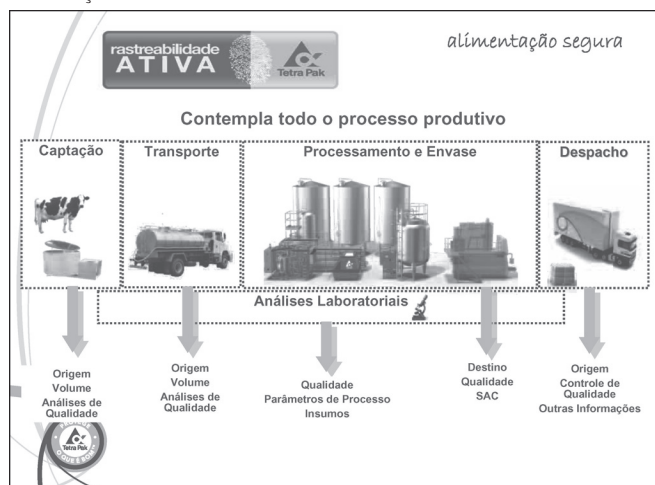 rastreabilidade
ATIVA
Tetra Pak
alimentação segura
Contempla todo o processo produtivo
Captação
Transporte
Processamento e Envase
Despacho
Análises Laboratoriais
Origem
Volume
Análises de
Qualidade
Origem
Volume
Análises de
Qualidade
Qualidade
Parâmetros de Processo
Insumos
Destino
Qualidade
SAC
Origem
Controle de
Qualidade
Outras Informações
Tetra Pak